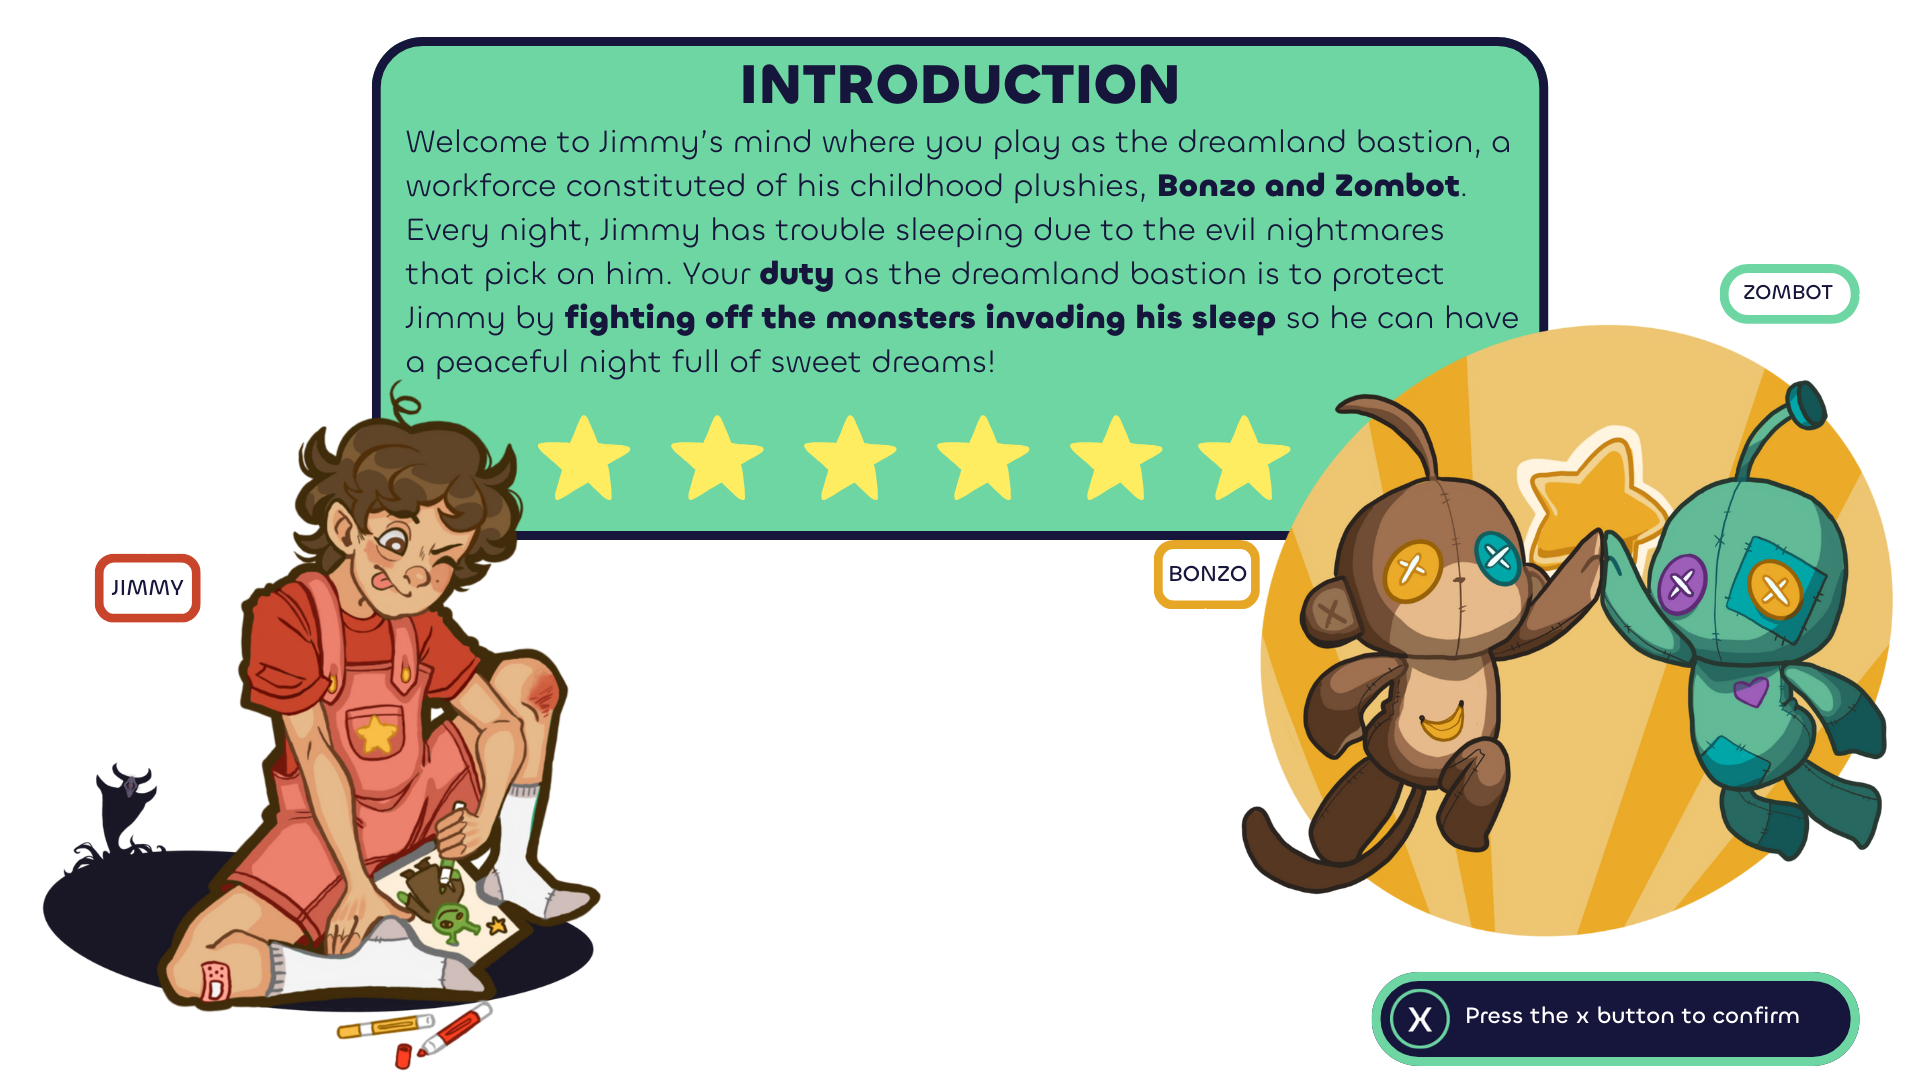 INTRODUCTION
Welcome to Jimmy’s mind where you play as the dreamland bastion, a
workforce constituted of his childhood plushies, Bonzo and Zombot.
Every night, Jimmy has trouble sleeping due to the evil nightmares
that pick on him. Your duty as the dreamland bastion is to protect
Jimmy by fighting off the monsters invading his sleep so he can have
a peaceful night full of sweet dreams!
ZOMBOT
JIMMY
BONZO
X Press the x button to confirm